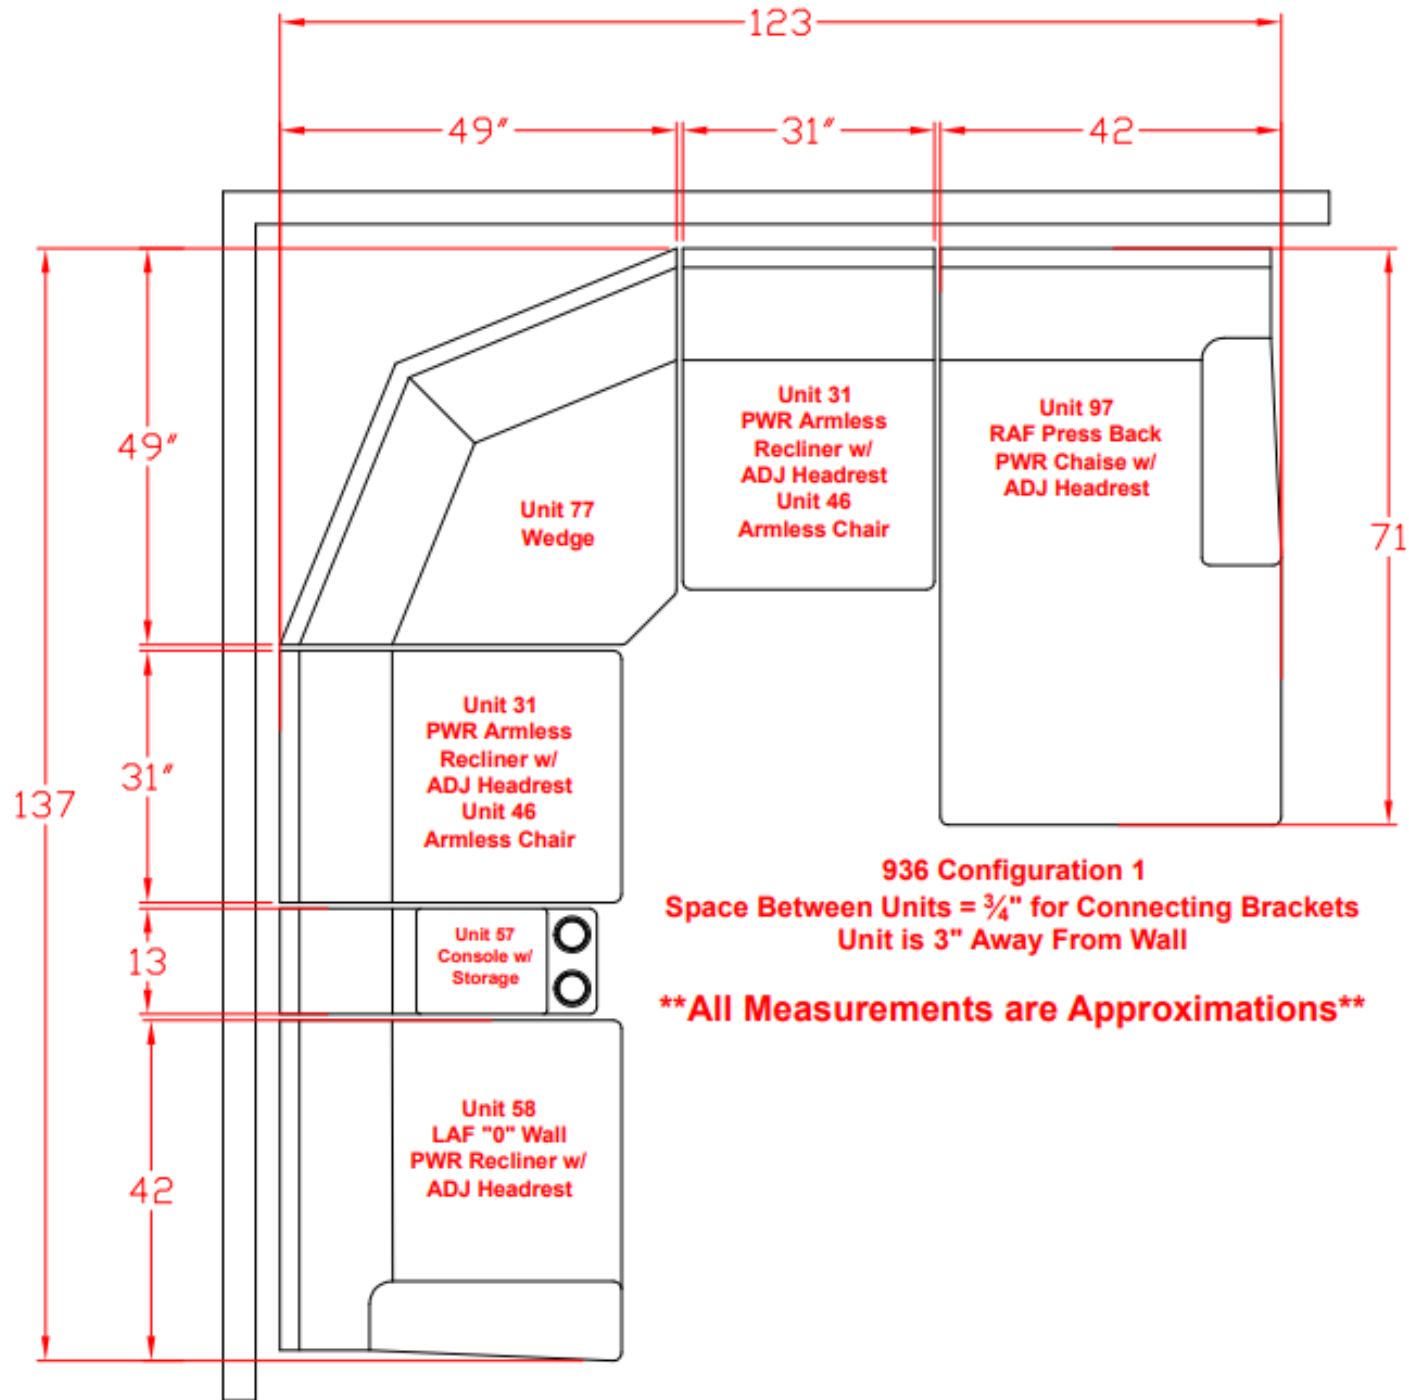 123
49″
31″
42
49″
31″
13
42
137
71
Unit 77
Wedge
Unit 31
PWR Armless
Recliner w/
ADJ Headrest
Unit 46
Armless Chair
Unit 97
RAF Press Back
PWR Chaise w/
ADJ Headrest
Unit 31
PWR Armless
Recliner w/
ADJ Headrest
Unit 46
Armless Chair
Unit 57
Console w/
Storage
Unit 58
LAF "0" Wall
PWR Recliner w/
ADJ Headrest
936 Configuration 1
Space Between Units = ¾" for Connecting Brackets
Unit is 3" Away From Wall
**All Measurements are Approximations**